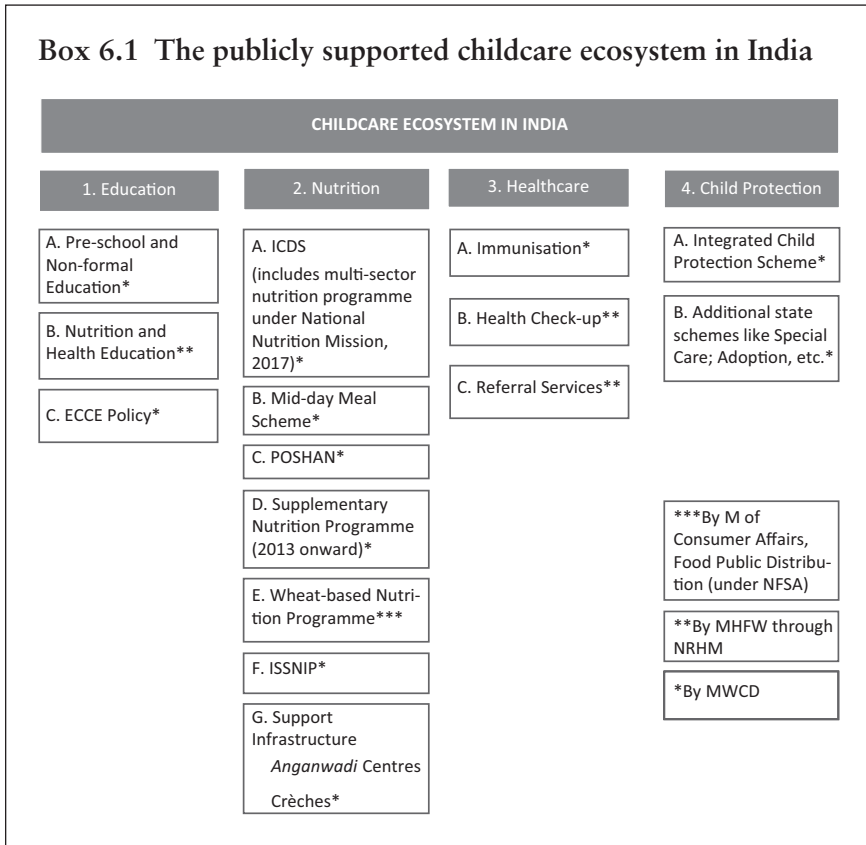 Box 6.1 The publicly supported childcare ecosystem in India
CHILDCARE ECOSYSTEM IN INDIA
1. Education
A. Pre-school and
Non-formal
Education*
B. Nutrition and
Health Education**
C. ECCE Policy*
2. Nutrition
A. ICDS
(includes multi-sector
nutrition programme
under National
Nutrition Mission,
2017)*
B. Mid-day Meal
Scheme*
C. POSHAN*
D. Supplementary
Nutrition Programme
(2013 onward)*
E. Wheat-based Nutri-
tion Programme***
F. ISSNIP*
G. Support
Infrastructure
Anganwadi Centres
Crèches*
3. Healthcare
A. Immunisation*
B. Health Check-up**
C. Referral Services**
4. Child Protection
A. Integrated Child
Protection Scheme*
B. Additional state
schemes like Special
Care; Adoption, etc.*
***By M of
Consumer Affairs,
Food Public Distribu-
tion (under NFSA)
**By MHFW through
NRHM
*By MWCD